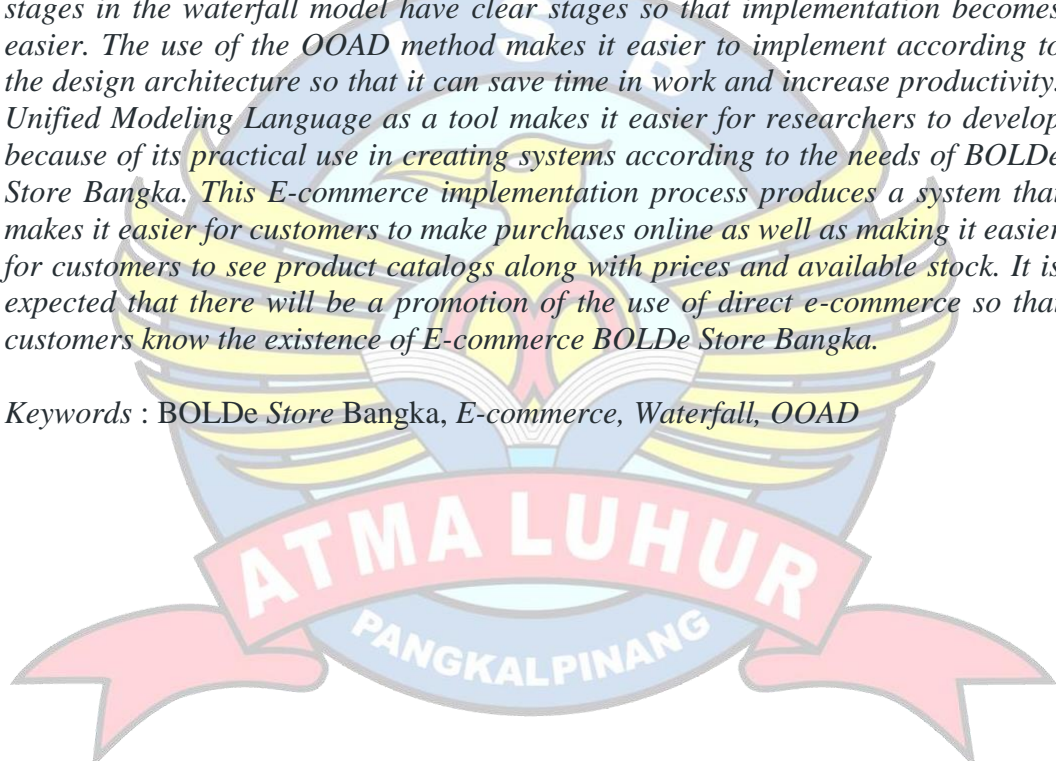 stages in the waterfall model have clear stages so that implementation becomes
easier. The use of the OOAD method makes it easier to implement according to
the design architecture so that it can save time in work and increase productivity.
Unified Modeling Language as a tool makes it easier for researchers to develop
because of its practical use in creating systems according to the needs of BOLDe
Store Bangka. This E-commerce implementation process produces a system that
makes it easier for customers to make purchases online as well as making it easier
for customers to see product catalogs along with prices and available stock. It is
expected that there will be a promotion of the use of direct e-commerce so that
customers know the existence of E-commerce BOLDe Store Bangka.
Keywords : BOLDe Store Bangka, E-commerce, Waterfall, OOAD
I S B
ATMA LUHUR
PANGKALPINANG